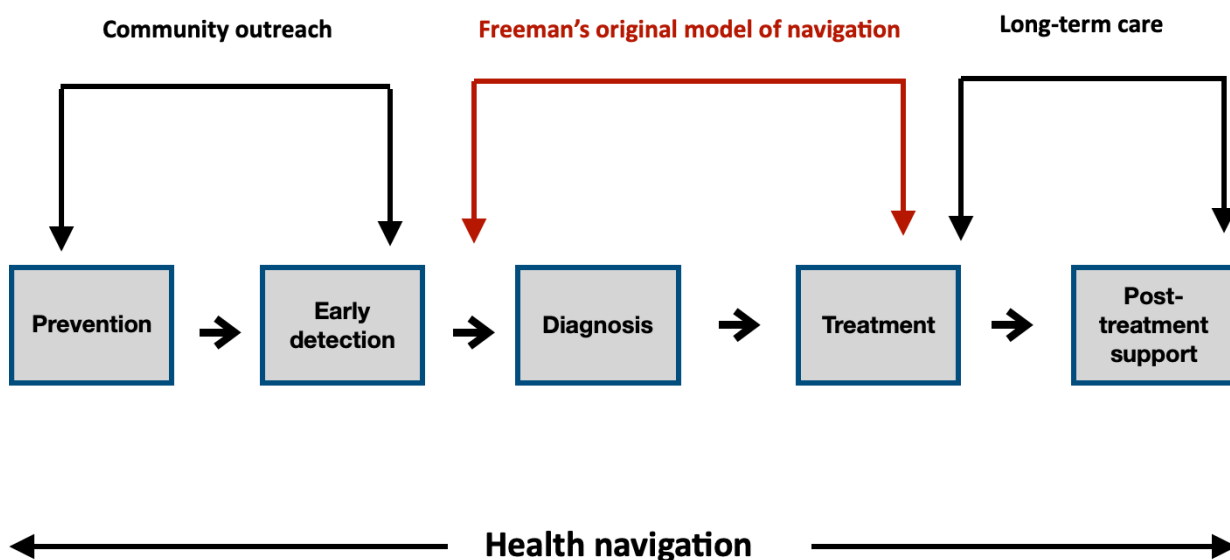 Community outreach
Freeman's original model of navigation
Long-term care
Prevention
Early
detection
Diagnosis
Treatment
Post-
treatment
support
Health navigation